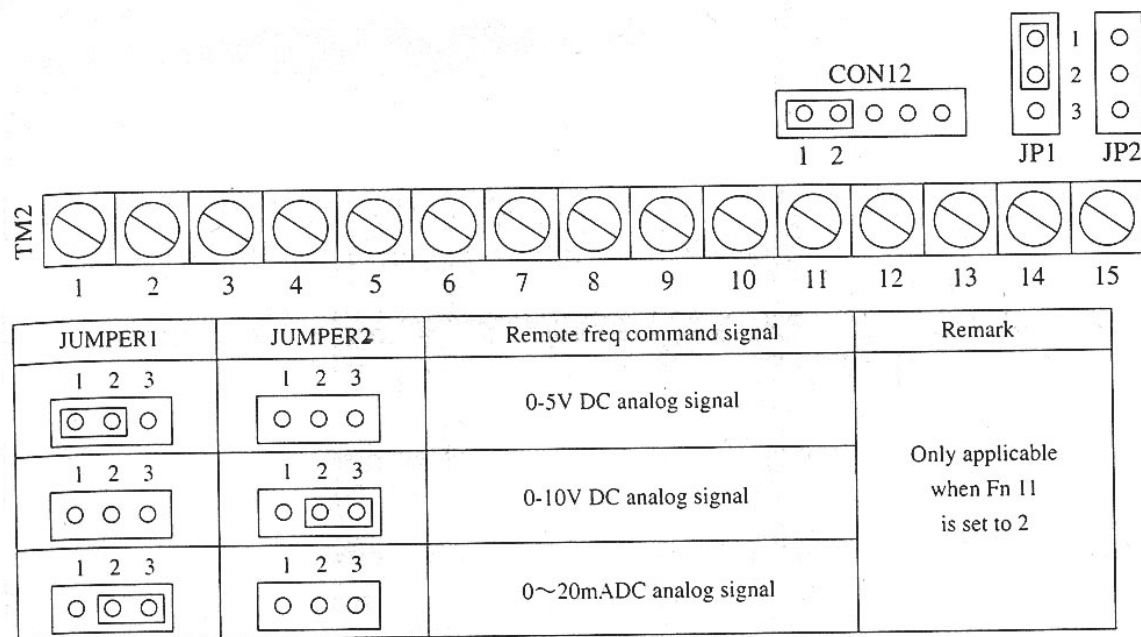 CON12
1 2
1
2
3
JP1 JP2
TM2
1 2 3 4 5 6 7 8 9 10 11 12 13 14 15
JUMPER1 JUMPER2 Remote freq command signal Remark
1 2 3 1 2 3
0-5V DC analog signal
1 2 3 1 2 3
0-10V DC analog signal
1 2 3 1 2 3
0～20mADC analog signal
Only applicable
when Fn 11
is set to 2